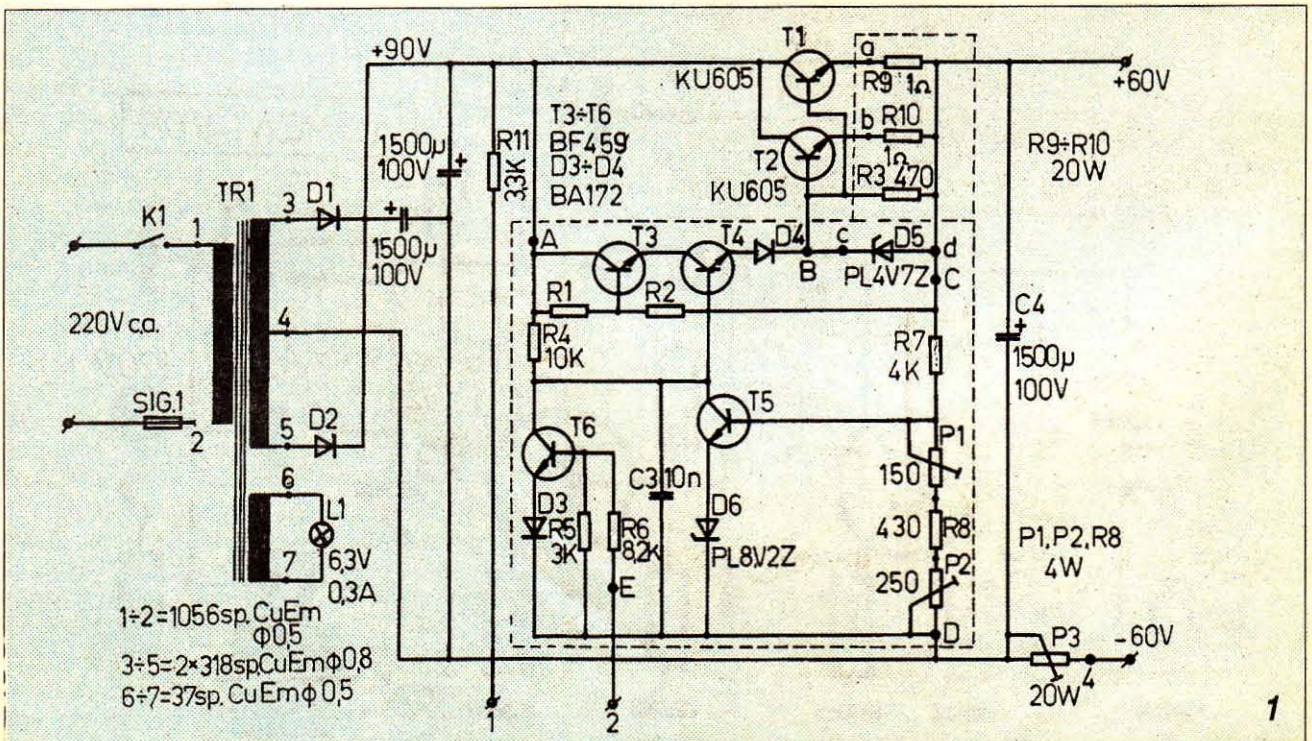 +90V
T1
a
+60V
KU605
R9 1Ω
T3÷T6
BF459
D3÷D4
BA172
b
R10
1Ω
R9÷R10
20W
1500µ
100V
R11
3,3K
T2
KU605
R3 470
TR1
K1
1
3
D1
1500µ
100V
A
T3
T4
D4
B
c
D5
d
PL4V7Z
C
220V c.a.
4
R1
R2
R4
10K
R7
4K
C4
1500µ
100V
SIG.1
2
5
D2
T6
T5
P1
150
C3 10n
D3
R5
3K
R6
8,2K
D6
PL8V2Z
430
R8
P1,P2,R8
4W
6
L1
7
6,3V
0,3A
E
250
P2
D
P3
-60V
20W
4
1÷2=1056sp. CuEm
Φ0,5
3÷5=2×318sp.CuEmΦ0,8
6÷7=37sp. CuEmΦ0,5
1
2
1